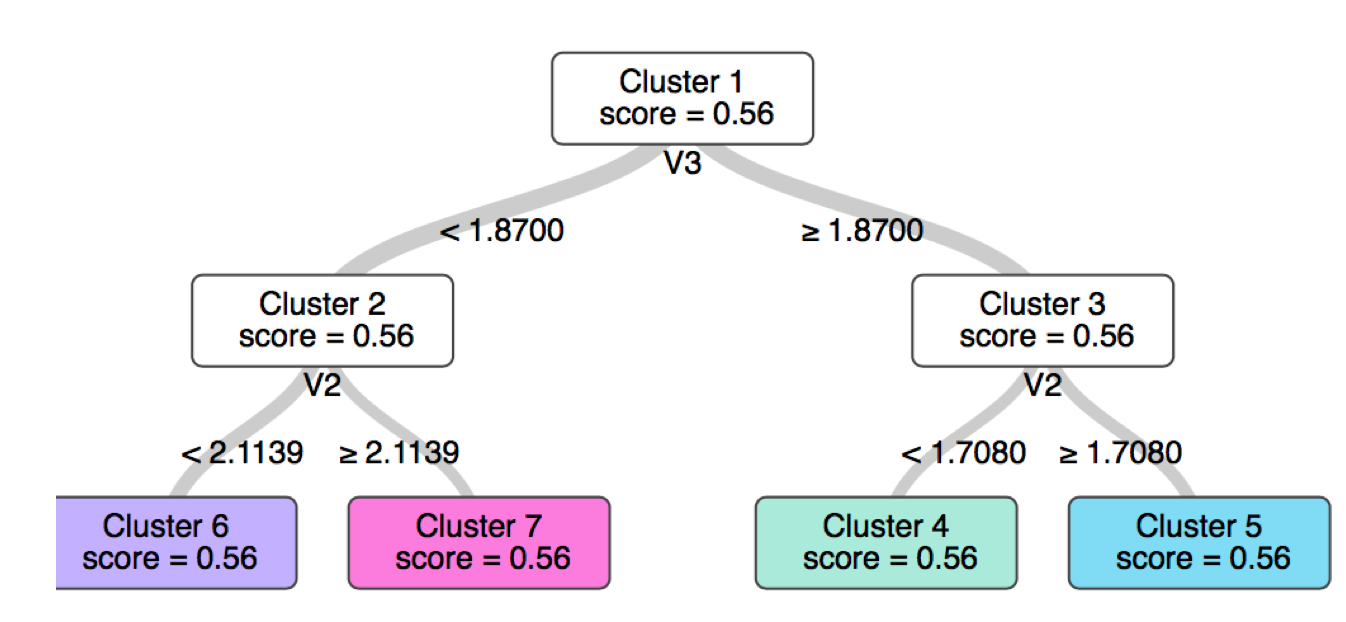 Cluster 1
score = 0.56
V3
< 1.8700
≥ 1.8700
Cluster 2
score = 0.56
Cluster 3
score = 0.56
V2
V2
< 2.1139
≥ 2.1139
< 1.7080
≥ 1.7080
Cluster 6
score = 0.56
Cluster 7
score = 0.56
Cluster 4
score = 0.56
Cluster 5
score = 0.56